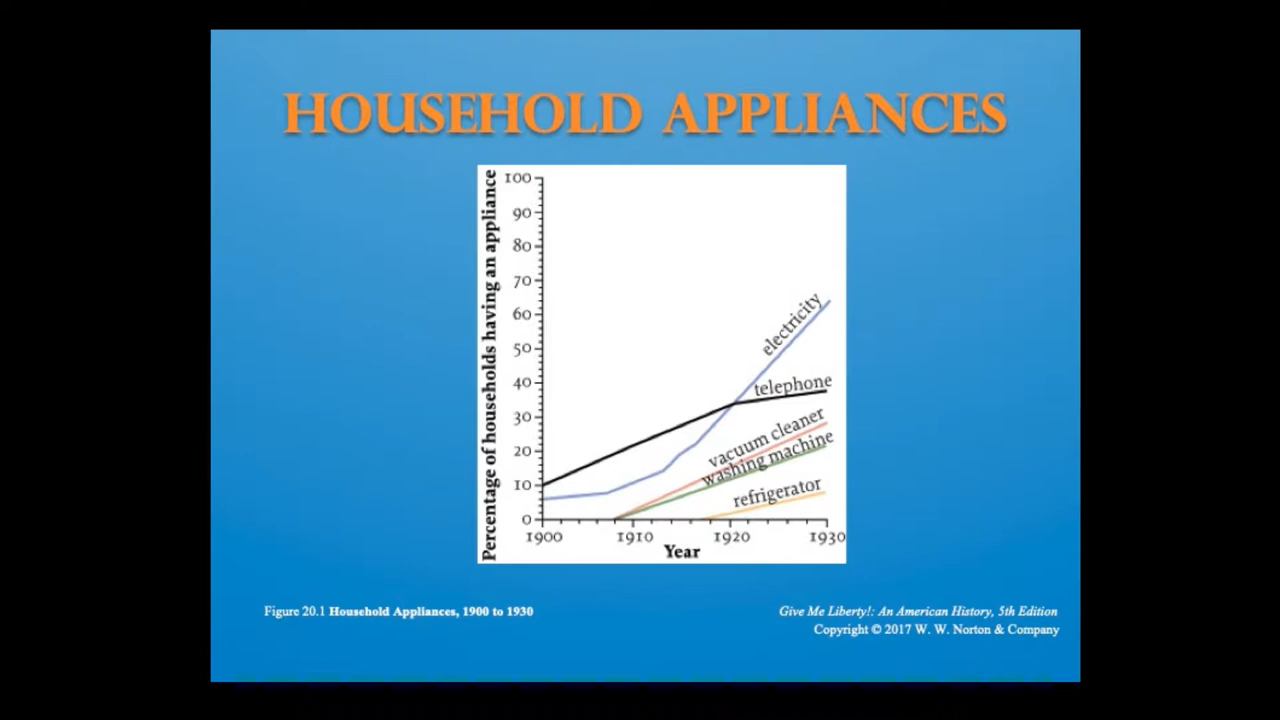 HOUSEHOLD APPLIANCES
Percentage of households having an appliance
100
90
80
70
60
50
40
30
20
10
0
electricity
telephone
vacuum cleaner
washing machine
refrigerator
1900 1910 1920 1930
Year
Figure 20.1 Household Appliances, 1900 to 1930
Give Me Liberty!: An American History, 5th Edition
Copyright © 2017 W. W. Norton & Company